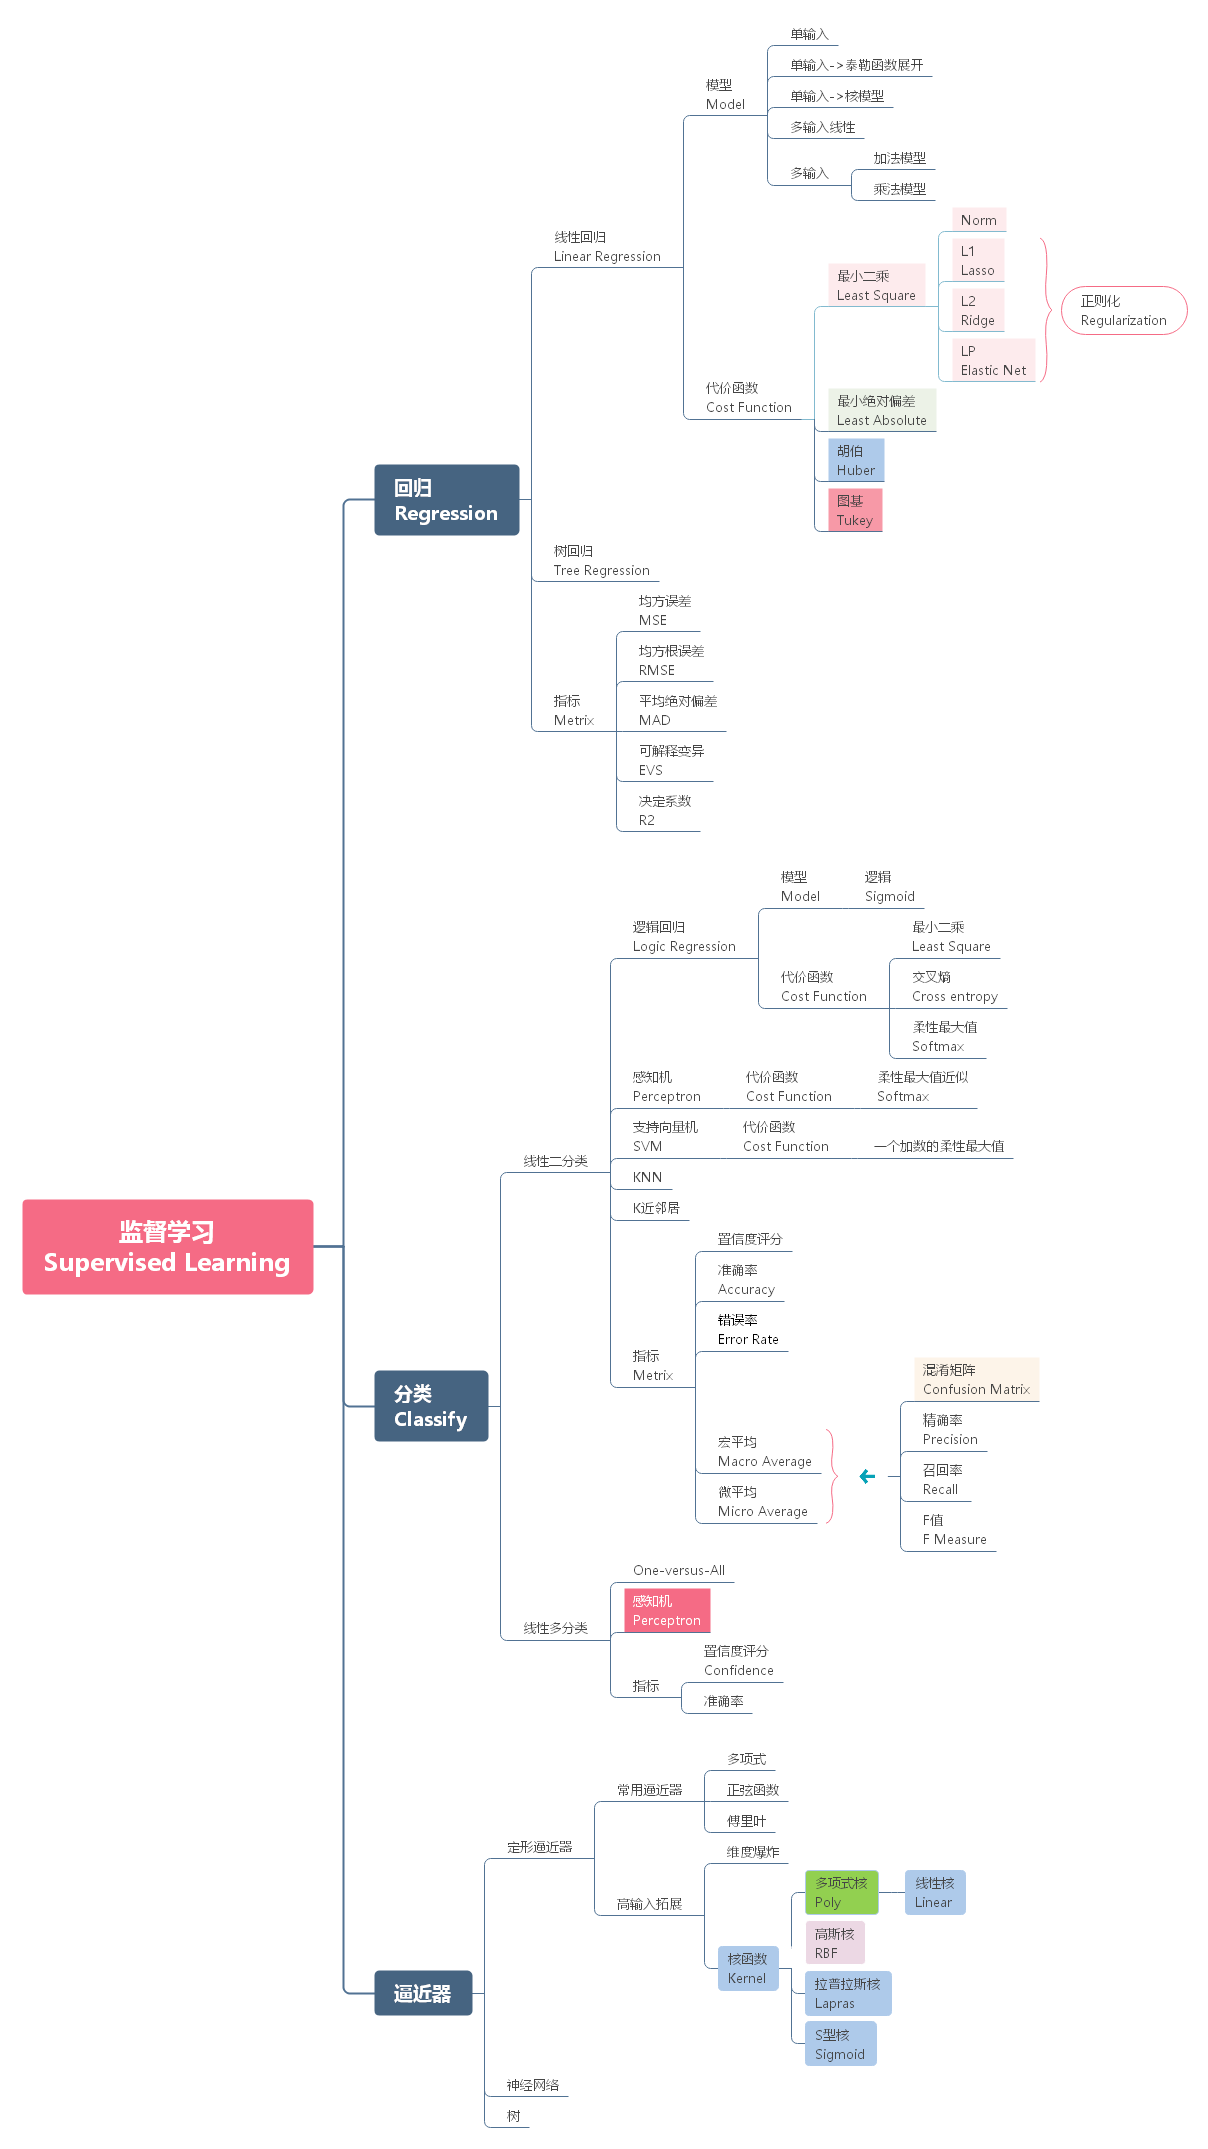 监督学习
Supervised Learning
回归
Regression
线性回归
Linear Regression
模型
Model
单输入
单输入->泰勒函数展开
单输入->核模型
多输入线性
多输入
加法模型
乘法模型
代价函数
Cost Function
最小二乘
Least Square
Norm
L1
Lasso
L2
Ridge
LP
Elastic Net
正则化
Regularization
最小绝对偏差
Least Absolute
胡伯
Huber
图基
Tukey
树回归
Tree Regression
指标
Metrix
均方误差
MSE
均方根误差
RMSE
平均绝对偏差
MAD
可解释变异
EVS
决定系数
R2
分类
Classify
线性二分类
逻辑回归
Logic Regression
模型
Model
逻辑
Sigmoid
代价函数
Cost Function
最小二乘
Least Square
交叉熵
Cross entropy
柔性最大值
Softmax
感知机
Perceptron
代价函数
Cost Function
柔性最大值近似
Softmax
支持向量机
SVM
代价函数
Cost Function
一个加数的柔性最大值
KNN
K近邻居
指标
Metrix
置信度评分
准确率
Accuracy
错误率
Error Rate
宏平均
Macro Average
微平均
Micro Average
混淆矩阵
Confusion Matrix
精确率
Precision
召回率
Recall
F值
F Measure
线性多分类
One-versus-All
感知机
Perceptron
指标
置信度评分
Confidence
准确率
逼近器
定形逼近器
常用逼近器
多项式
正弦函数
傅里叶
高输入拓展
维度爆炸
核函数
Kernel
多项式核
Poly
线性核
Linear
高斯核
RBF
拉普拉斯核
Lapras
S型核
Sigmoid
神经网络
树